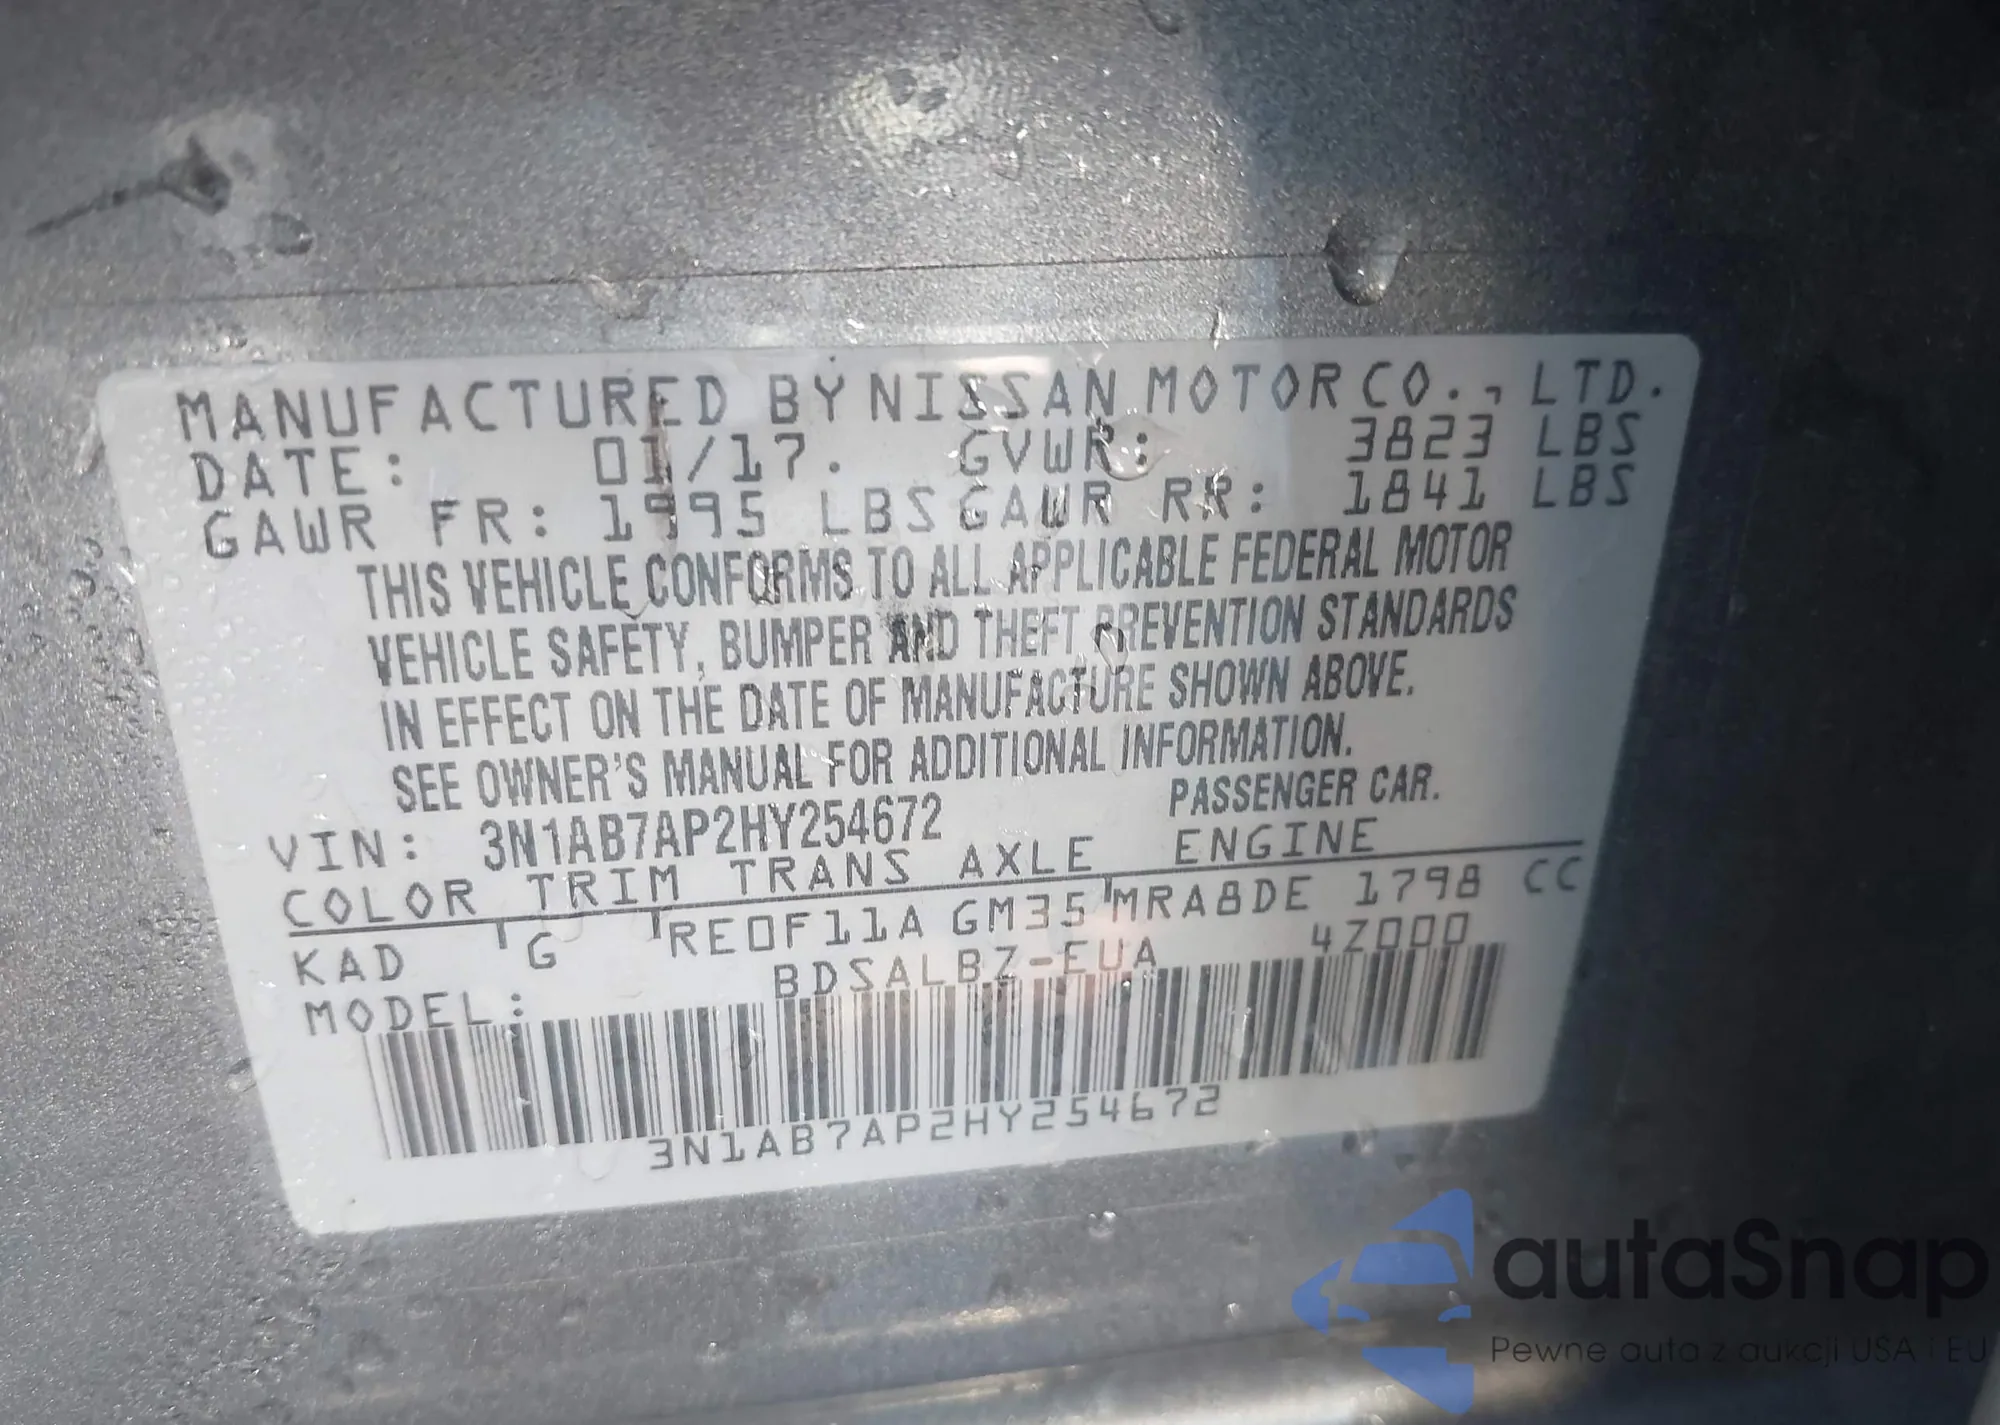 MANUFACTURED BY NISSAN MOTOR CO., LTD.
DATE: 01/17. GVWR: 3823 LBS
GAWR FR: 1995 LBS GAWR RR: 1841 LBS
THIS VEHICLE CONFORMS TO ALL APPLICABLE FEDERAL MOTOR
VEHICLE SAFETY, BUMPER AND THEFT PREVENTION STANDARDS
IN EFFECT ON THE DATE OF MANUFACTURE SHOWN ABOVE.
SEE OWNER'S MANUAL FOR ADDITIONAL INFORMATION.
VIN: 3N1AB7AP2HY254672 PASSENGER CAR.
COLOR TRIM TRANS AXLE ENGINE
KAD G RE0F11A GM35 MRA8DE 1798 CC
MODEL: BDSALBZ-EUA 4Z000
3N1AB7AP2HY254672
autaSnap
Pewne auta z aukcji USA i EU